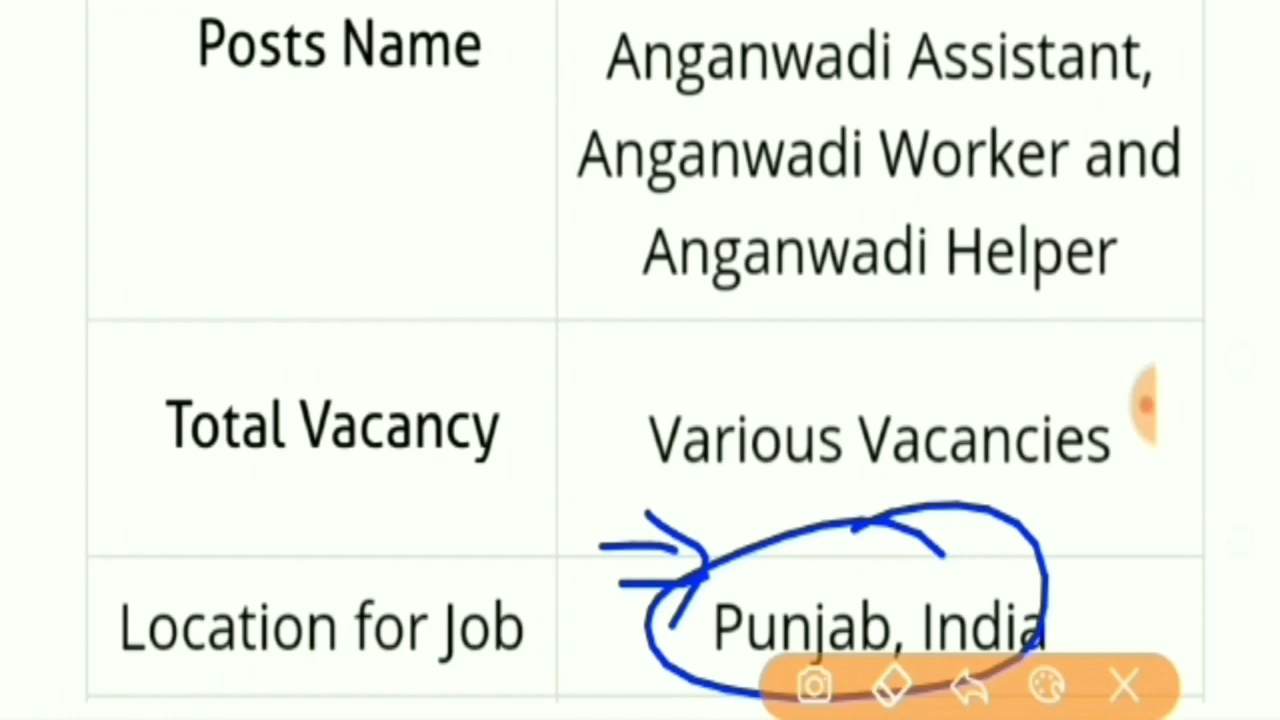 Posts Name
Anganwadi Assistant,
Anganwadi Worker and
Anganwadi Helper
Total Vacancy
Various Vacancies
Location for Job
Punjab, India